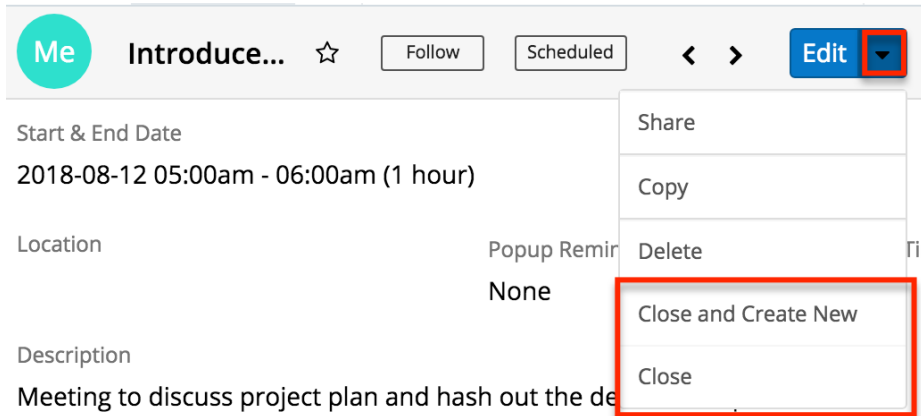 Me
Introduce...
Follow
Scheduled
Edit
Share
Copy
Delete
Close and Create New
Close
Start & End Date
2018-08-12 05:00am - 06:00am (1 hour)
Location
Popup Remin
None
Description
Meeting to discuss project plan and hash out the de